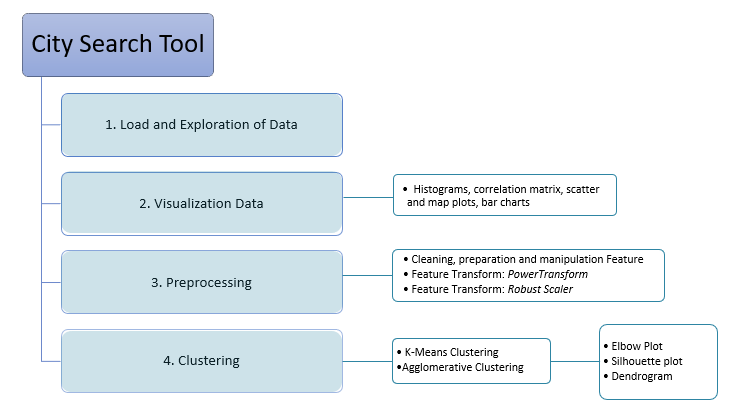 City Search Tool
1. Load and Exploration of Data
2. Visualization Data
• Histograms, correlation matrix, scatter
and map plots, bar charts
3. Preprocessing
• Cleaning, preparation and manipulation Feature
• Feature Transform: PowerTransform
• Feature Transform: Robust Scaler
4. Clustering
• K-Means Clustering
•Agglomerative Clustering
• Elbow Plot
• Silhouette plot
• Dendrogram